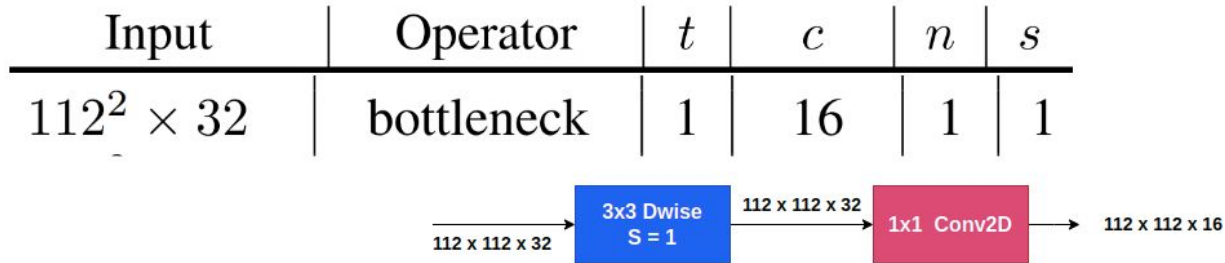 Input Operator t c n s
112² × 32 bottleneck 1 16 1 1
112 x 112 x 32
3x3 Dwise
S = 1
112 x 112 x 32
1x1 Conv2D
112 x 112 x 16